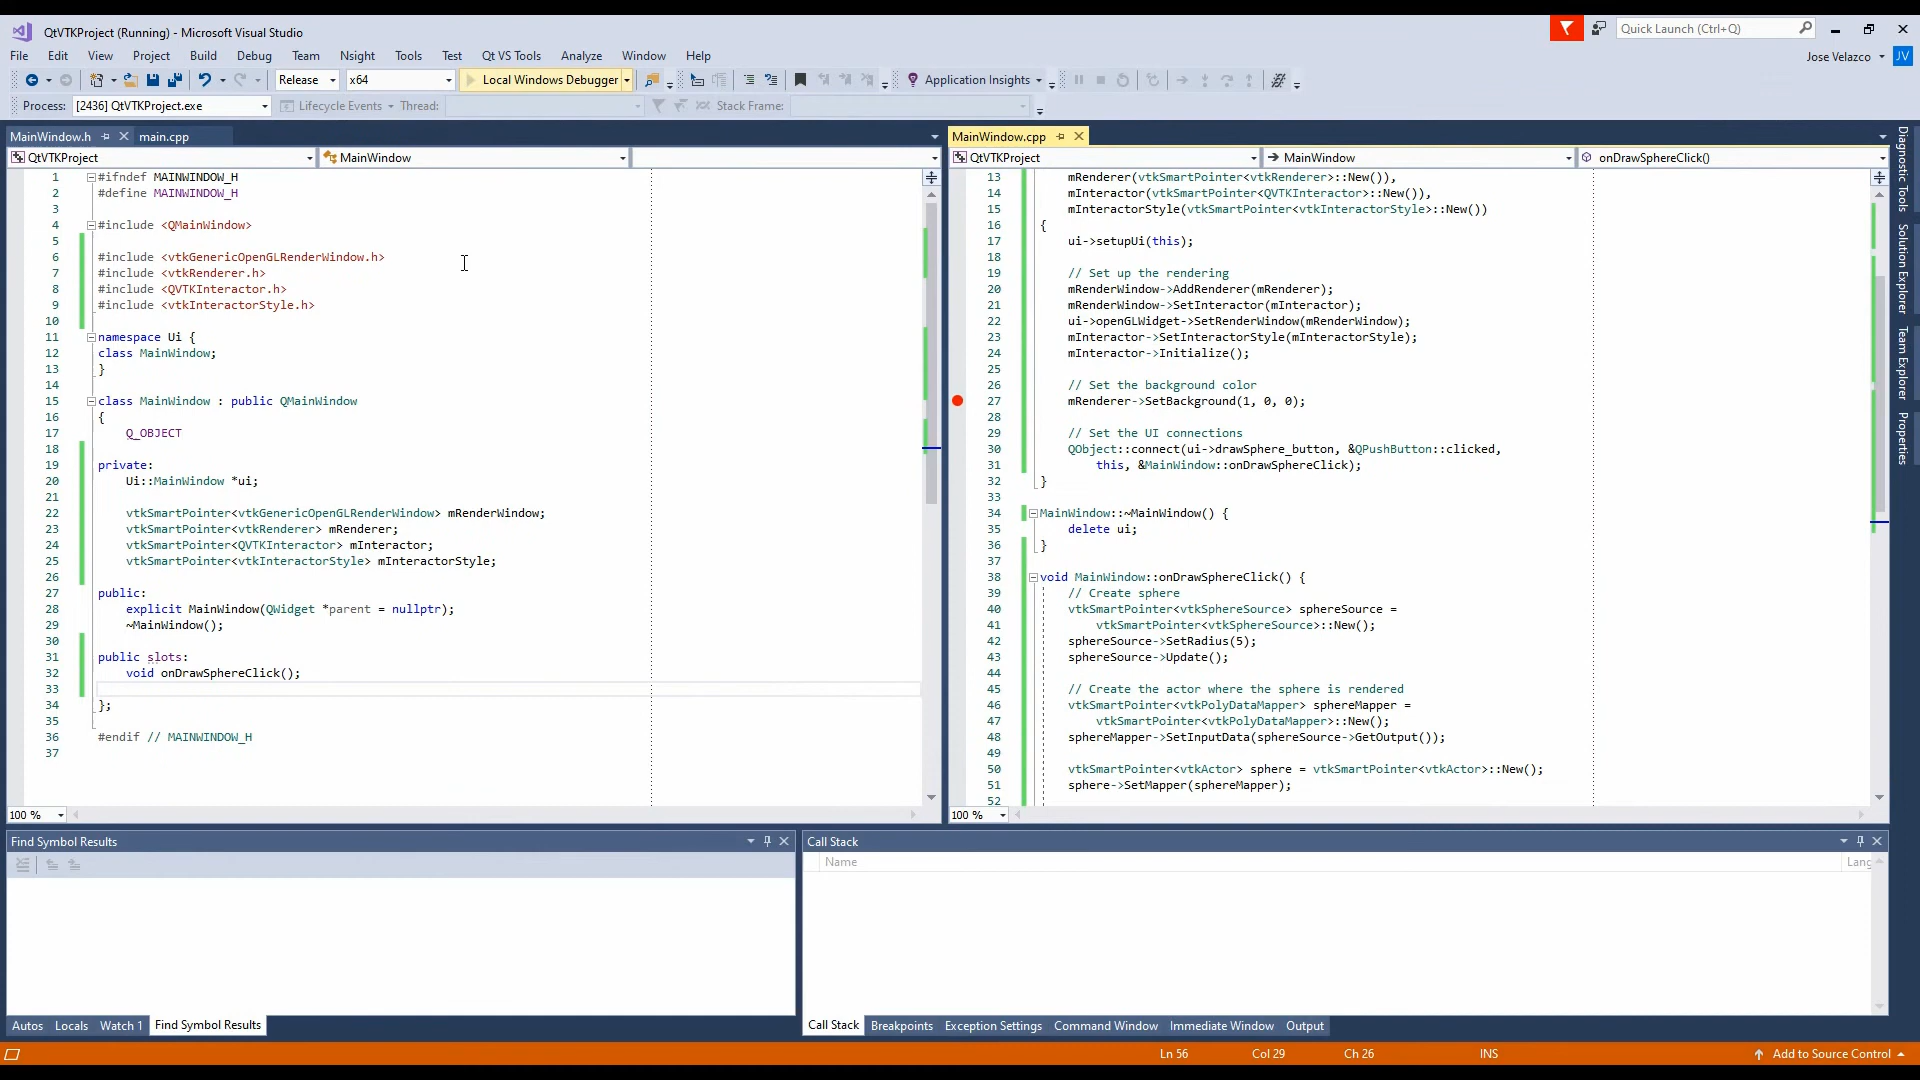 QtVTKProject (Running) - Microsoft Visual Studio
Quick Launch (Ctrl+Q)
File Edit View Project Build Debug Team Nsight Tools Test Qt VS Tools Analyze Window Help
Jose Velazco JV
Release x64 Local Windows Debugger Application Insights
Process: [2436] QtVTKProject.exe Lifecycle Events Thread: Stack Frame:
MainWindow.h main.cpp
QtVTKProject MainWindow
1 #ifndef MAINWINDOW_H
2 #define MAINWINDOW_H
3
4 #include <QMainWindow>
5
6 #include <vtkGenericOpenGLRenderWindow.h>
7 #include <vtkRenderer.h>
8 #include <QVTKInteractor.h>
9 #include <vtkInteractorStyle.h>
10
11 namespace Ui {
12 class MainWindow;
13 }
14
15 class MainWindow : public QMainWindow
16 {
17 Q_OBJECT
18
19 private:
20 Ui::MainWindow *ui;
21
22 vtkSmartPointer<vtkGenericOpenGLRenderWindow> mRenderWindow;
23 vtkSmartPointer<vtkRenderer> mRenderer;
24 vtkSmartPointer<QVTKInteractor> mInteractor;
25 vtkSmartPointer<vtkInteractorStyle> mInteractorStyle;
26
27 public:
28 explicit MainWindow(QWidget *parent = nullptr);
29 ~MainWindow();
30
31 public slots:
32 void onDrawSphereClick();
33
34 };
35
36 #endif // MAINWINDOW_H
37
100 %
MainWindow.cpp
QtVTKProject MainWindow onDrawSphereClick()
13 mRenderer(vtkSmartPointer<vtkRenderer>::New()),
14 mInteractor(vtkSmartPointer<QVTKInteractor>::New()),
15 mInteractorStyle(vtkSmartPointer<vtkInteractorStyle>::New())
16 {
17 ui->setupUi(this);
18
19 // Set up the rendering
20 mRenderWindow->AddRenderer(mRenderer);
21 mRenderWindow->SetInteractor(mInteractor);
22 ui->openGLWidget->SetRenderWindow(mRenderWindow);
23 mInteractor->SetInteractorStyle(mInteractorStyle);
24 mInteractor->Initialize();
25
26 // Set the background color
27 mRenderer->SetBackground(1, 0, 0);
28
29 // Set the UI connections
30 QObject::connect(ui->drawSphere_button, &QPushButton::clicked,
31 this, &MainWindow::onDrawSphereClick);
32 }
33
34 MainWindow::~MainWindow() {
35 delete ui;
36 }
37
38 void MainWindow::onDrawSphereClick() {
39 // Create sphere
40 vtkSmartPointer<vtkSphereSource> sphereSource =
41 vtkSmartPointer<vtkSphereSource>::New();
42 sphereSource->SetRadius(5);
43 sphereSource->Update();
44
45 // Create the actor where the sphere is rendered
46 vtkSmartPointer<vtkPolyDataMapper> sphereMapper =
47 vtkSmartPointer<vtkPolyDataMapper>::New();
48 sphereMapper->SetInputData(sphereSource->GetOutput());
49
50 vtkSmartPointer<vtkActor> sphere = vtkSmartPointer<vtkActor>::New();
51 sphere->SetMapper(sphereMapper);
52
100 %
Diagnostic Tools
Solution Explorer
Team Explorer
Properties
Find Symbol Results
Autos Locals Watch 1 Find Symbol Results
Call Stack
Name Lang
Call Stack Breakpoints Exception Settings Command Window Immediate Window Output
Ln 56 Col 29 Ch 26 INS Add to Source Control